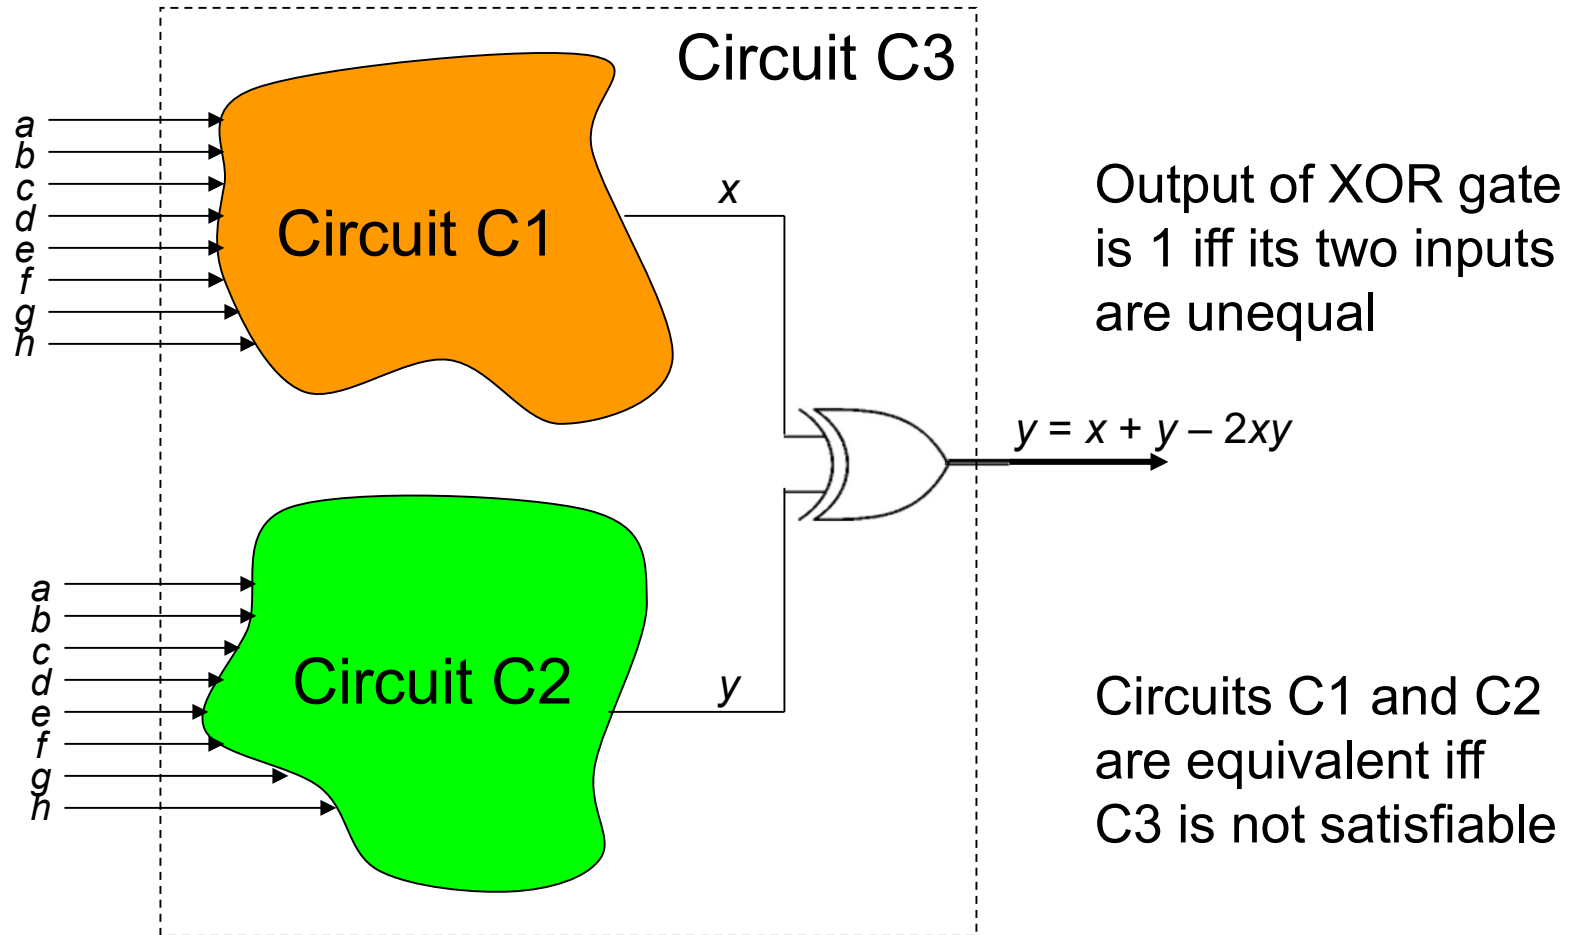 Circuit C3
a
b
c
d
e
f
g
h
Circuit C1
x
Output of XOR gate
is 1 iff its two inputs
are unequal
y = x + y – 2xy
a
b
c
d
e
f
g
h
Circuit C2
y
Circuits C1 and C2
are equivalent iff
C3 is not satisfiable